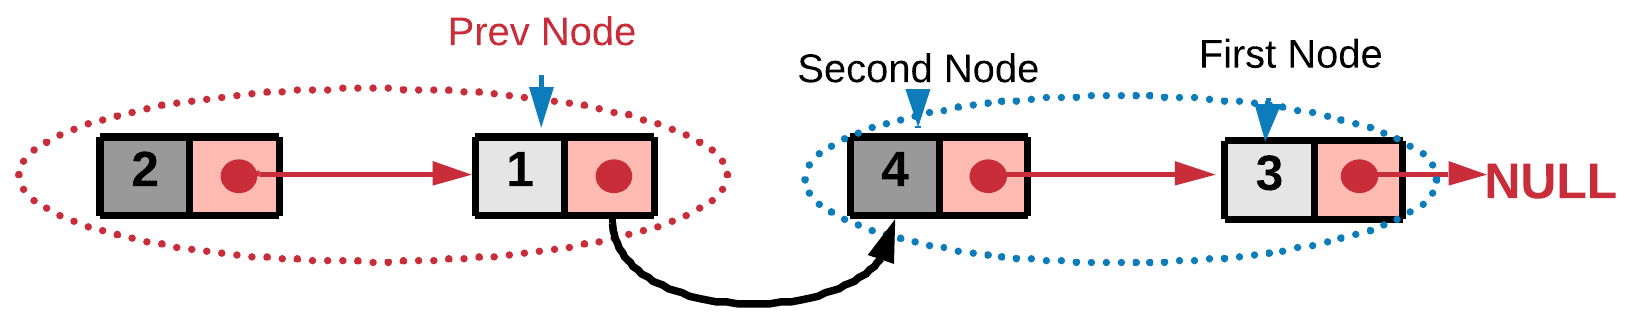 Prev Node
Second Node
First Node
2
1
4
3
NULL